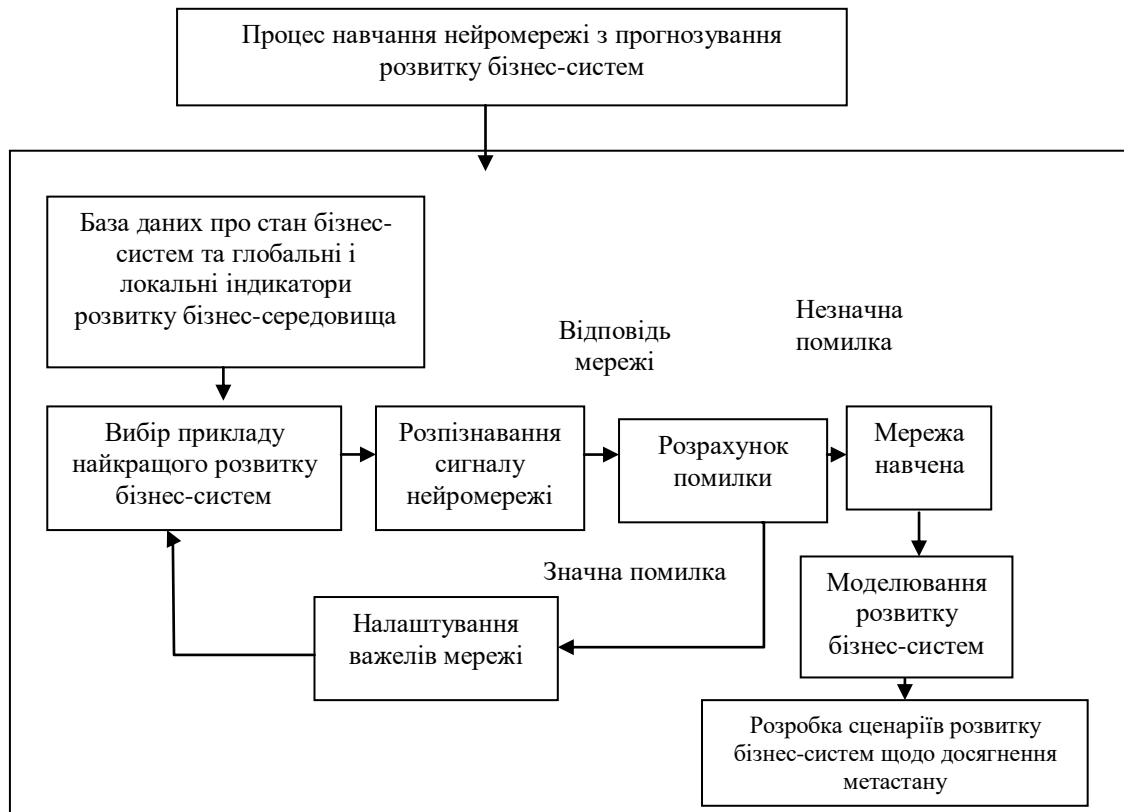 Процес навчання нейромережі з прогнозування
розвитку бізнес-систем
База даних про стан бізнес-
систем та глобальні і
локальні індикатори
розвитку бізнес-середовища
Відповідь
мережі
Незначна
помилка
Вибір прикладу
найкращого розвитку
бізнес-систем
Розпізнавання
сигналу
нейромережі
Розрахунок
помилки
Мережа
навчена
Значна помилка
Налаштування
важелів мережі
Моделювання
розвитку
бізнес-систем
Розробка сценаріїв розвитку
бізнес-систем щодо досягнення
метастану